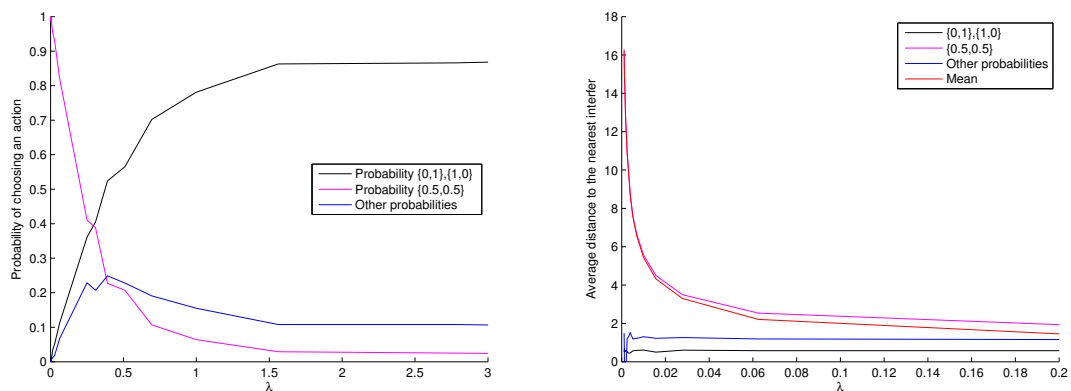 1
0.9
0.8
0.7
0.6
0.5
0.4
0.3
0.2
0.1
0
Probability of choosing an action
Probability {0,1},{1,0}
Probability {0.5,0.5}
Other probabilities
0 0.5 1 1.5 2 2.5 3
λ
18
16
14
12
10
8
6
4
2
0
Average distance to the nearest interfer
{0,1},{1,0}
{0.5,0.5}
Other probabilities
Mean
0 0.02 0.04 0.06 0.08 0.1 0.12 0.14 0.16 0.18 0.2
λ